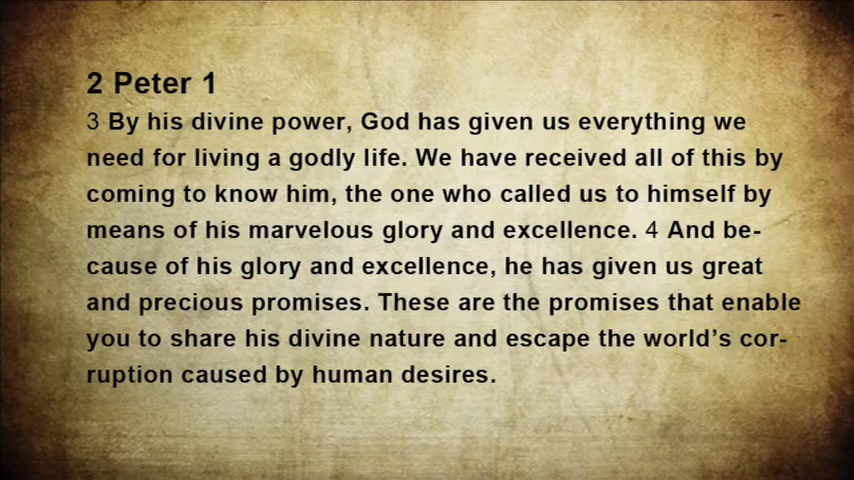 2 Peter 1
3 By his divine power, God has given us everything we
need for living a godly life. We have received all of this by
coming to know him, the one who called us to himself by
means of his marvelous glory and excellence. 4 And be-
cause of his glory and excellence, he has given us great
and precious promises. These are the promises that enable
you to share his divine nature and escape the world’s cor-
ruption caused by human desires.